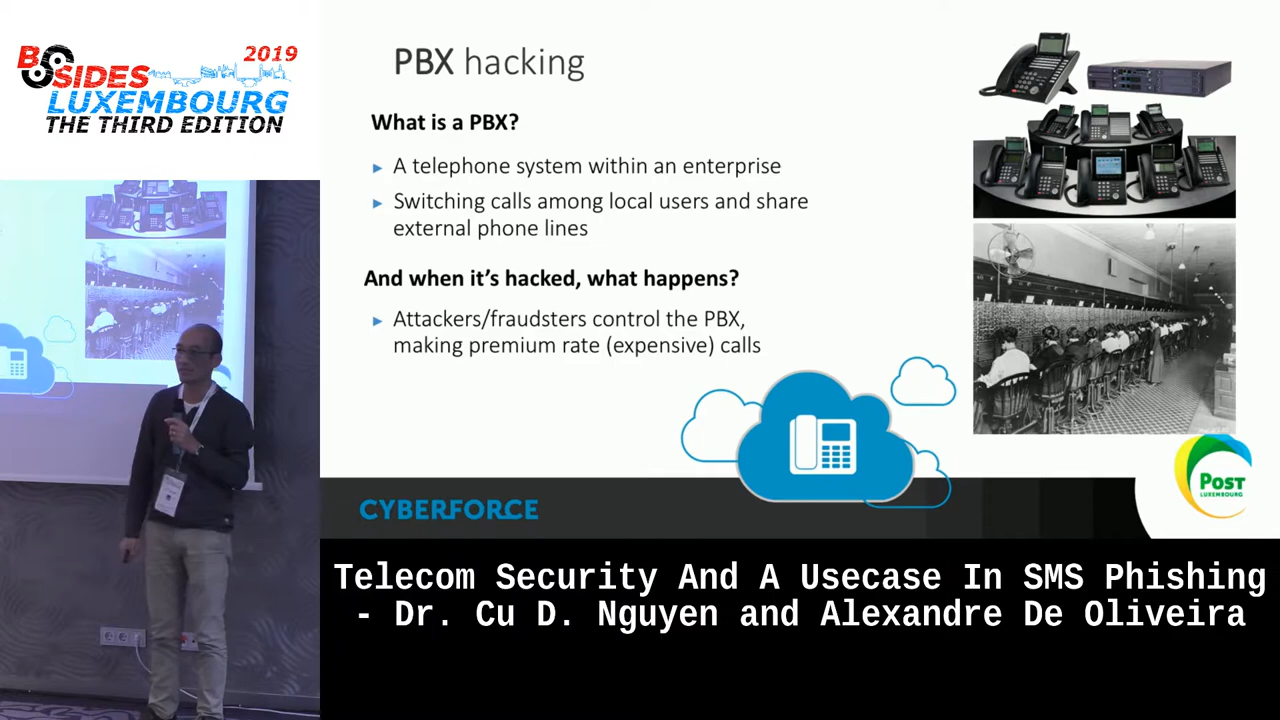 BSIDES 2019
LUXEMBOURG
THE THIRD EDITION
PBX hacking
What is a PBX?
A telephone system within an enterprise
Switching calls among local users and share
external phone lines
And when it's hacked, what happens?
Attackers/fraudsters control the PBX,
making premium rate (expensive) calls
CYBERFORCE
POST
LUXEMBOURG
Telecom Security And A Usecase In SMS Phishing
- Dr. Cu D. Nguyen and Alexandre De Oliveira